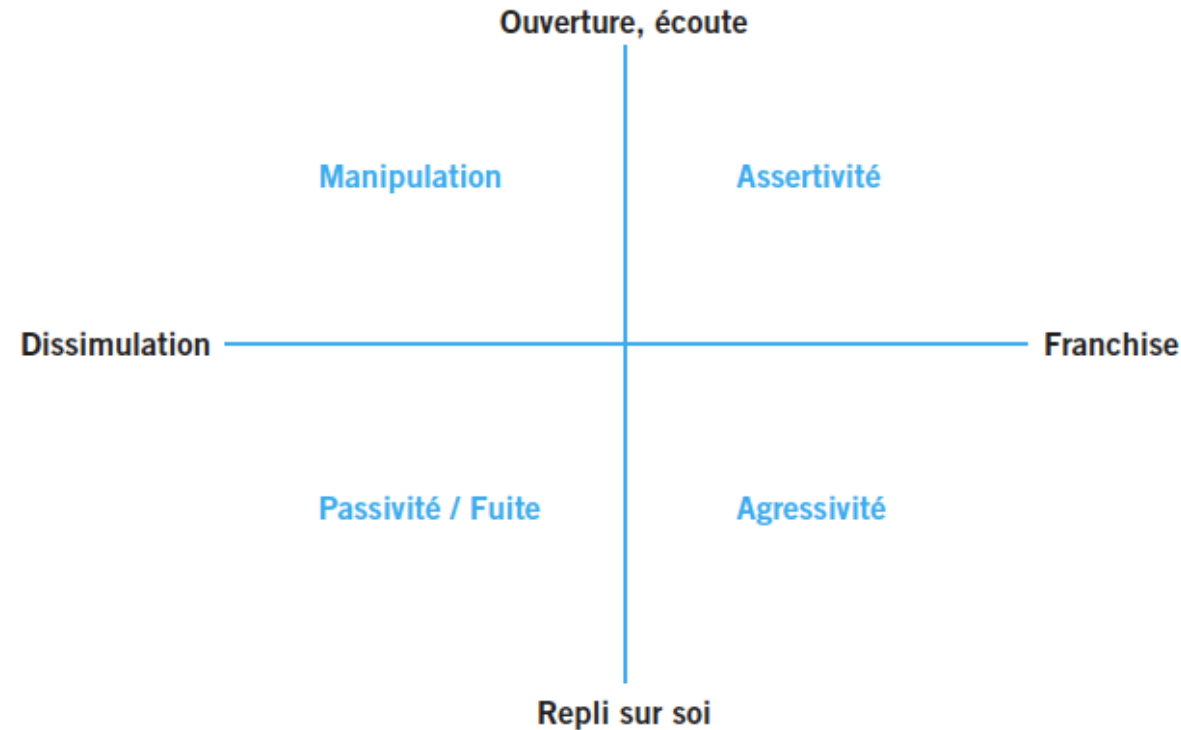 Ouverture, écoute
Manipulation
Assertivité
Dissimulation
Franchise
Passivité / Fuite
Agressivité
Repli sur soi